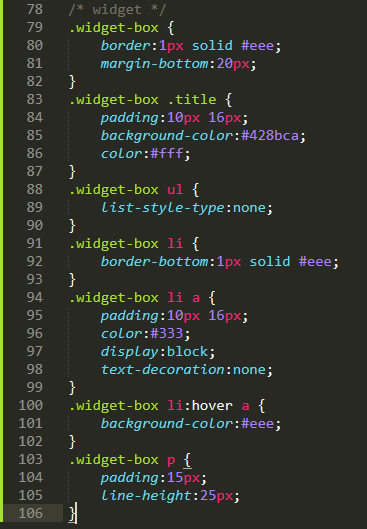 78 /* widget */
79 .widget-box {
80     border:1px solid #eee;
81     margin-bottom:20px;
82 }
83 .widget-box .title {
84     padding:10px 16px;
85     background-color:#428bca;
86     color:#fff;
87 }
88 .widget-box ul {
89     list-style-type:none;
90 }
91 .widget-box li {
92     border-bottom:1px solid #eee;
93 }
94 .widget-box li a {
95     padding:10px 16px;
96     color:#333;
97     display:block;
98     text-decoration:none;
99 }
100 .widget-box li:hover a {
101     background-color:#eee;
102 }
103 .widget-box p {
104     padding:15px;
105     line-height:25px;
106 }